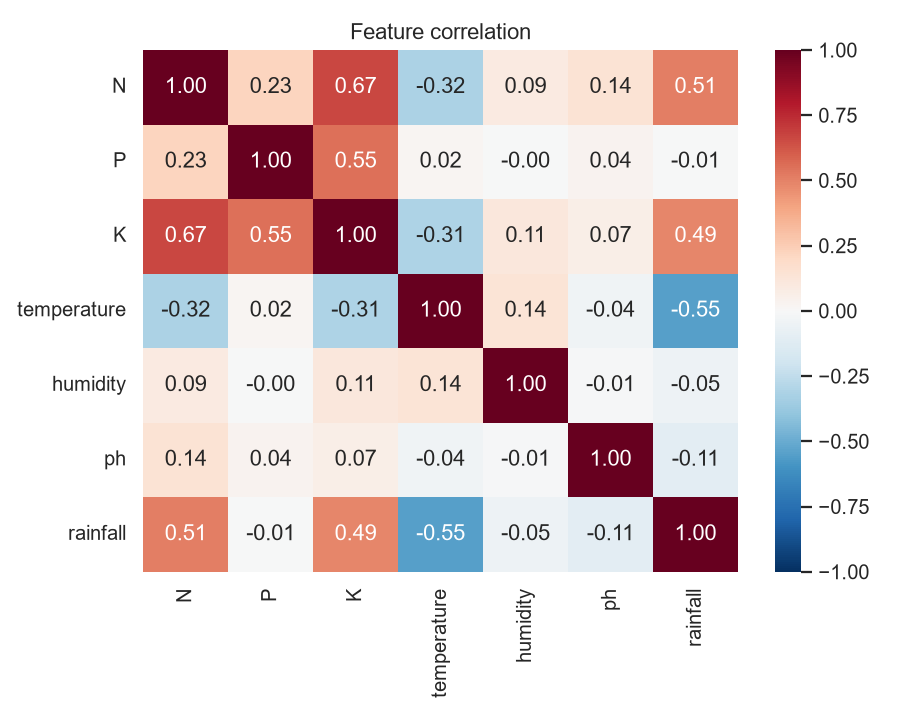 Feature correlation
N 1.00 0.23 0.67 -0.32 0.09 0.14 0.51
P 0.23 1.00 0.55 0.02 -0.00 0.04 -0.01
K 0.67 0.55 1.00 -0.31 0.11 0.07 0.49
temperature -0.32 0.02 -0.31 1.00 0.14 -0.04 -0.55
humidity 0.09 -0.00 0.11 0.14 1.00 -0.01 -0.05
ph 0.14 0.04 0.07 -0.04 -0.01 1.00 -0.11
rainfall 0.51 -0.01 0.49 -0.55 -0.05 -0.11 1.00
N P K temperature humidity ph rainfall
1.00
0.75
0.50
0.25
0.00
−0.25
−0.50
−0.75
−1.00